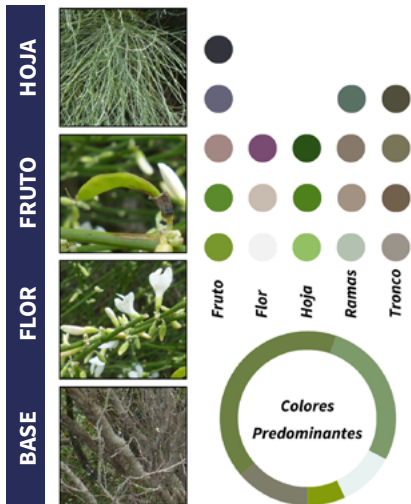 HOJA
FRUTO
FLOR
BASE
Fruto
Flor
Hoja
Ramas
Tronco
Colores
Predominantes